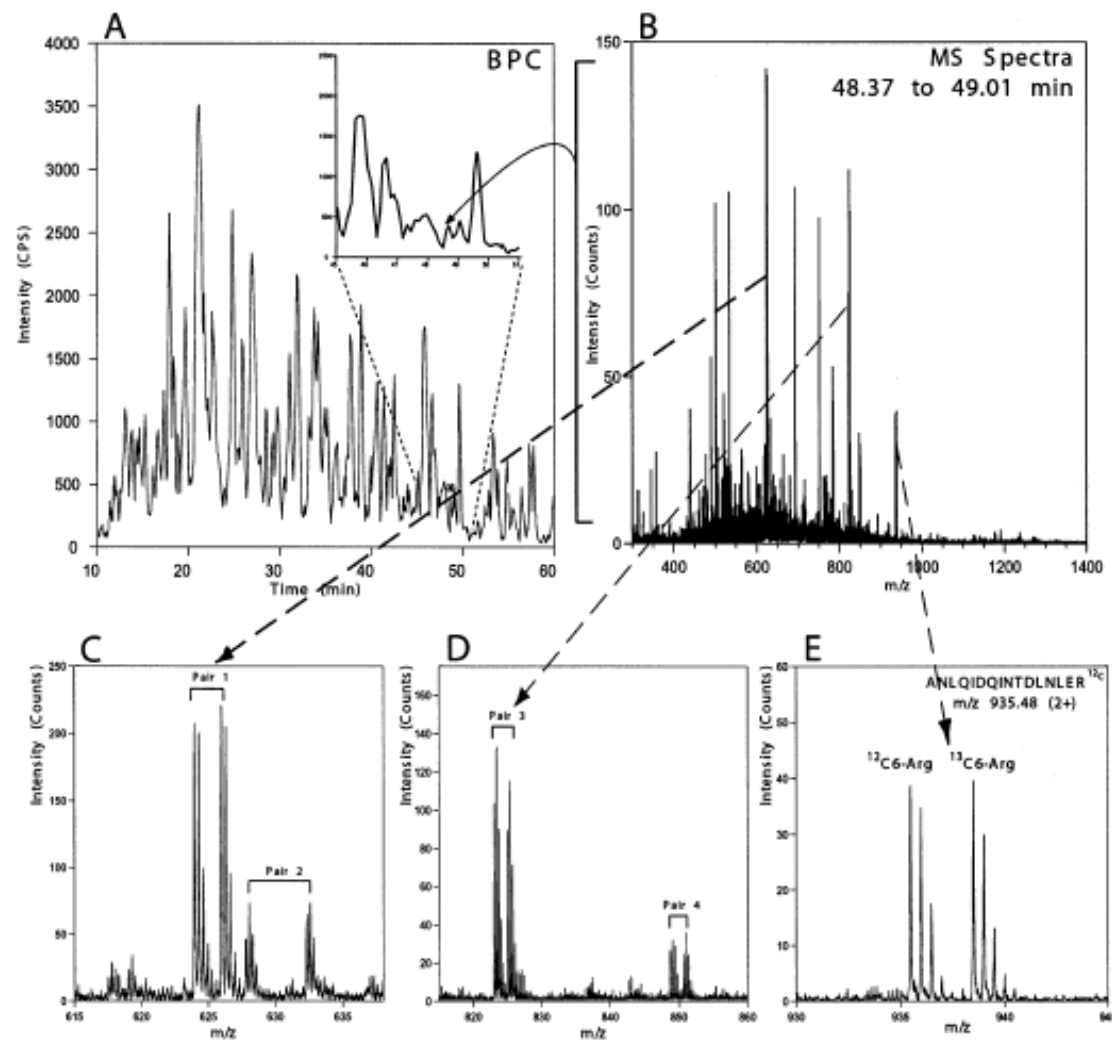 A
BPC
4000
3500
3000
2500
2000
1500
1000
500
0
Intensity (CPS)
10 20 30 40 50 60
Time (min)
B
MS Spectra
48.37 to 49.01 min
150
100
50
0
Intensity (Counts)
400 600 800 1000 1200 1400
m/z
C
Pair 1
Pair 2
250
200
150
100
50
0
Intensity (Counts)
615 625 635
m/z
D
Pair 3
Pair 4
160
140
120
100
80
60
40
20
0
Intensity (Counts)
820 830 840 850 860
m/z
E
ANLQIDQINTDLNLER¹²ᶜ
m/z 935.48 (2+)
¹²C6-Arg ¹³C6-Arg
60
50
40
30
20
10
0
Intensity (Counts)
930 935 940
m/z